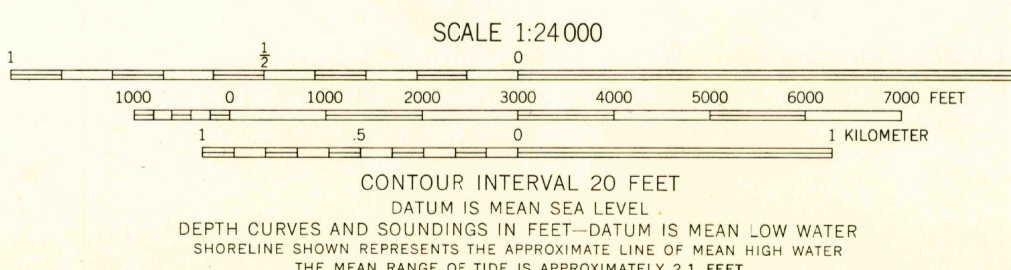 SCALE 1:24 000
1 1/2 0
1000 0 1000 2000 3000 4000 5000 6000 7000 FEET
1 .5 0 1 KILOMETER
CONTOUR INTERVAL 20 FEET
DATUM IS MEAN SEA LEVEL
DEPTH CURVES AND SOUNDINGS IN FEET—DATUM IS MEAN LOW WATER
SHORELINE SHOWN REPRESENTS THE APPROXIMATE LINE OF MEAN HIGH WATER
THE MEAN RANGE OF TIDE IS APPROXIMATELY 2.1 FEET